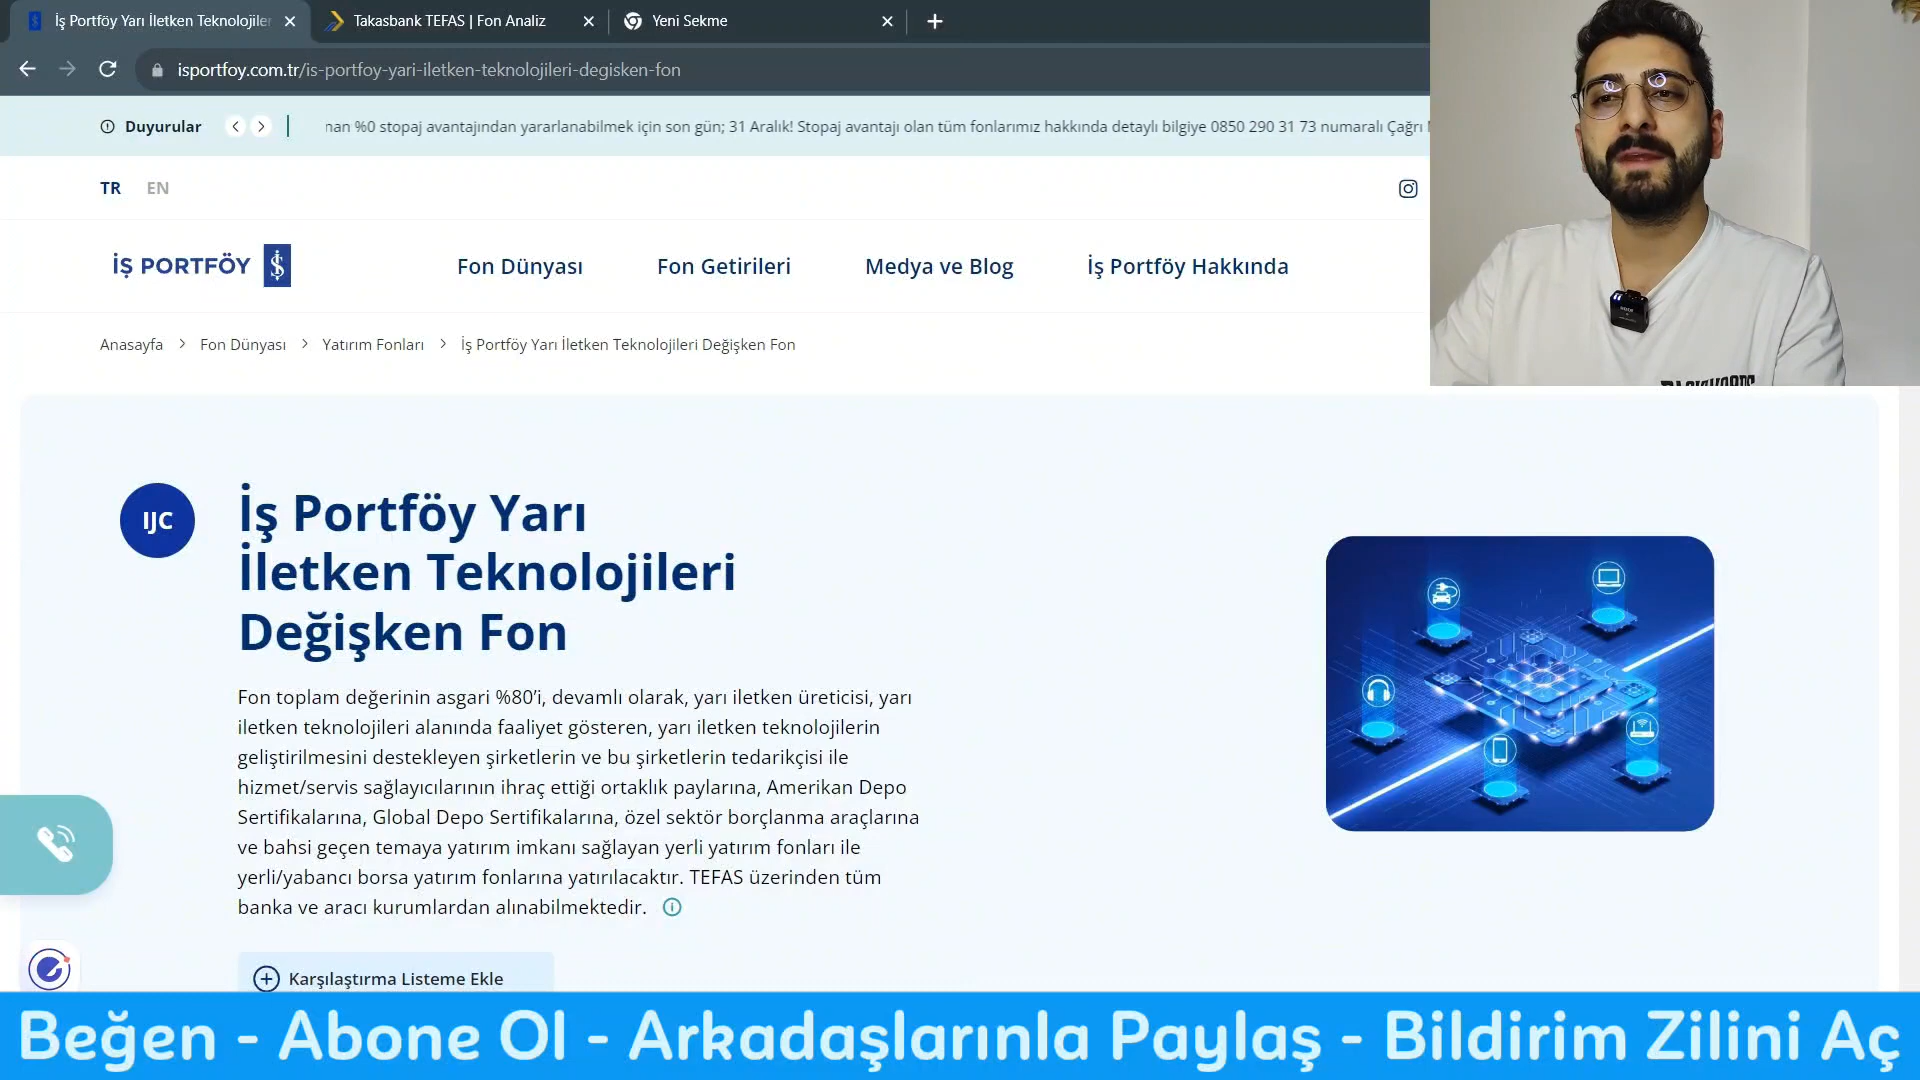 İş Portföy Yarı İletken Teknolojiler
Takasbank TEFAS | Fon Analiz
Yeni Sekme
isportfoy.com.tr/is-portfoy-yari-iletken-teknolojileri-degisken-fon
Duyurular
nan %0 stopaj avantajından yararlanabilmek için son gün; 31 Aralık! Stopaj avantajı olan tüm fonlarımız hakkında detaylı bilgiye 0850 290 31 73 numaralı Çağrı
TR EN
İŞ PORTFÖY
Fon Dünyası
Fon Getirileri
Medya ve Blog
İş Portföy Hakkında
Anasayfa > Fon Dünyası > Yatırım Fonları > İş Portföy Yarı İletken Teknolojileri Değişken Fon
IJC
İş Portföy Yarı
İletken Teknolojileri
Değişken Fon
Fon toplam değerinin asgari %80’i, devamlı olarak, yarı iletken üreticisi, yarı
iletken teknolojileri alanında faaliyet gösteren, yarı iletken teknolojilerin
geliştirilmesini destekleyen şirketlerin ve bu şirketlerin tedarikçisi ile
hizmet/servis sağlayıcılarının ihraç ettiği ortaklık paylarına, Amerikan Depo
Sertifikalarına, Global Depo Sertifikalarına, özel sektör borçlanma araçlarına
ve bahsi geçen temaya yatırım imkanı sağlayan yerli yatırım fonları ile
yerli/yabancı borsa yatırım fonlarına yatırılacaktır. TEFAS üzerinden tüm
banka ve aracı kurumlardan alınabilmektedir.
Karşılaştırma Listeme Ekle
Beğen - Abone Ol - Arkadaşlarınla Paylaş - Bildirim Zilini Aç